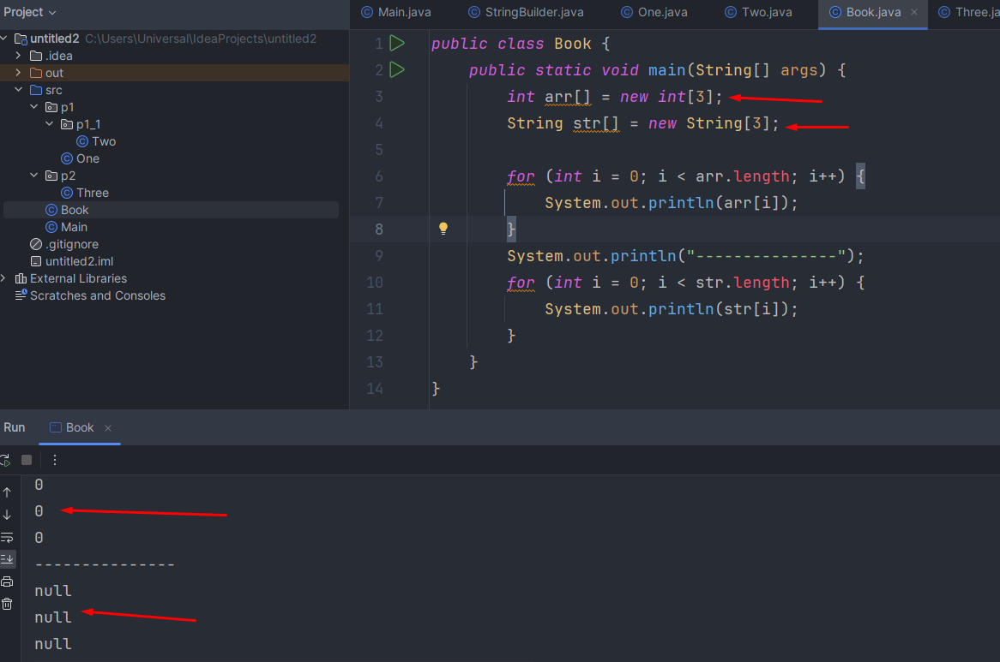 Project
Main.java StringBuilder.java One.java Two.java Book.java Three.ja
untitled2 C:\Users\Universal\IdeaProjects\untitled2
.idea
out
src
p1
p1_1
Two
One
p2
Three
Book
Main
.gitignore
untitled2.iml
External Libraries
Scratches and Consoles
1 public class Book {
2 public static void main(String[] args) {
3 int arr[] = new int[3];
4 String str[] = new String[3];
5
6 for (int i = 0; i < arr.length; i++) {
7 System.out.println(arr[i]);
8 }
9 System.out.println("---------------");
10 for (int i = 0; i < str.length; i++) {
11 System.out.println(str[i]);
12 }
13 }
14 }
Run Book
0
0
0
---------------
null
null
null